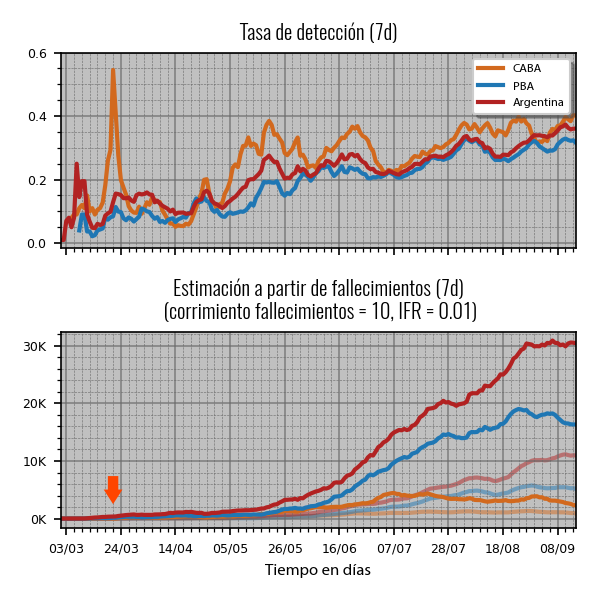 Tasa de detección (7d)
0.6
0.4
0.2
0.0
CABA
PBA
Argentina
Estimación a partir de fallecimientos (7d)
(corrimiento fallecimientos = 10, IFR = 0.01)
30K
20K
10K
0K
03/03 24/03 14/04 05/05 26/05 16/06 07/07 28/07 18/08 08/09
Tiempo en días